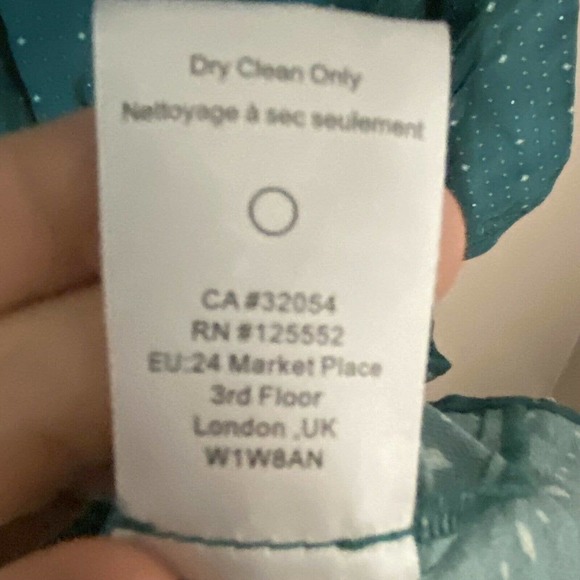 Dry Clean Only
Nettoyage à sec seulement
CA #32054
RN #125552
EU:24 Market Place
3rd Floor
London ,UK
W1W8AN